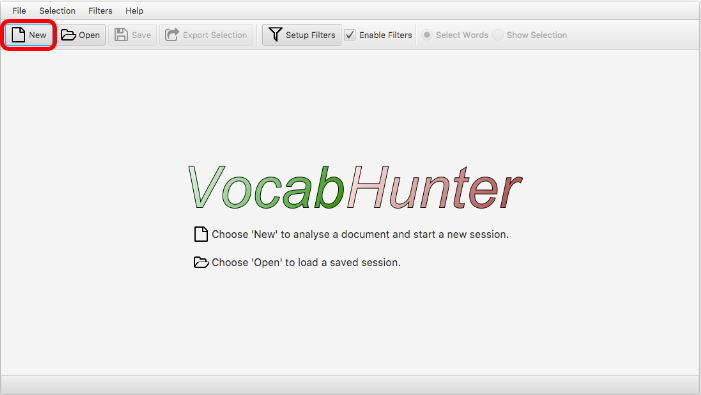 File Selection Filters Help
New Open Save Export Selection Setup Filters Enable Filters Select Words Show Selection
VocabHunter
Choose 'New' to analyse a document and start a new session.
Choose 'Open' to load a saved session.